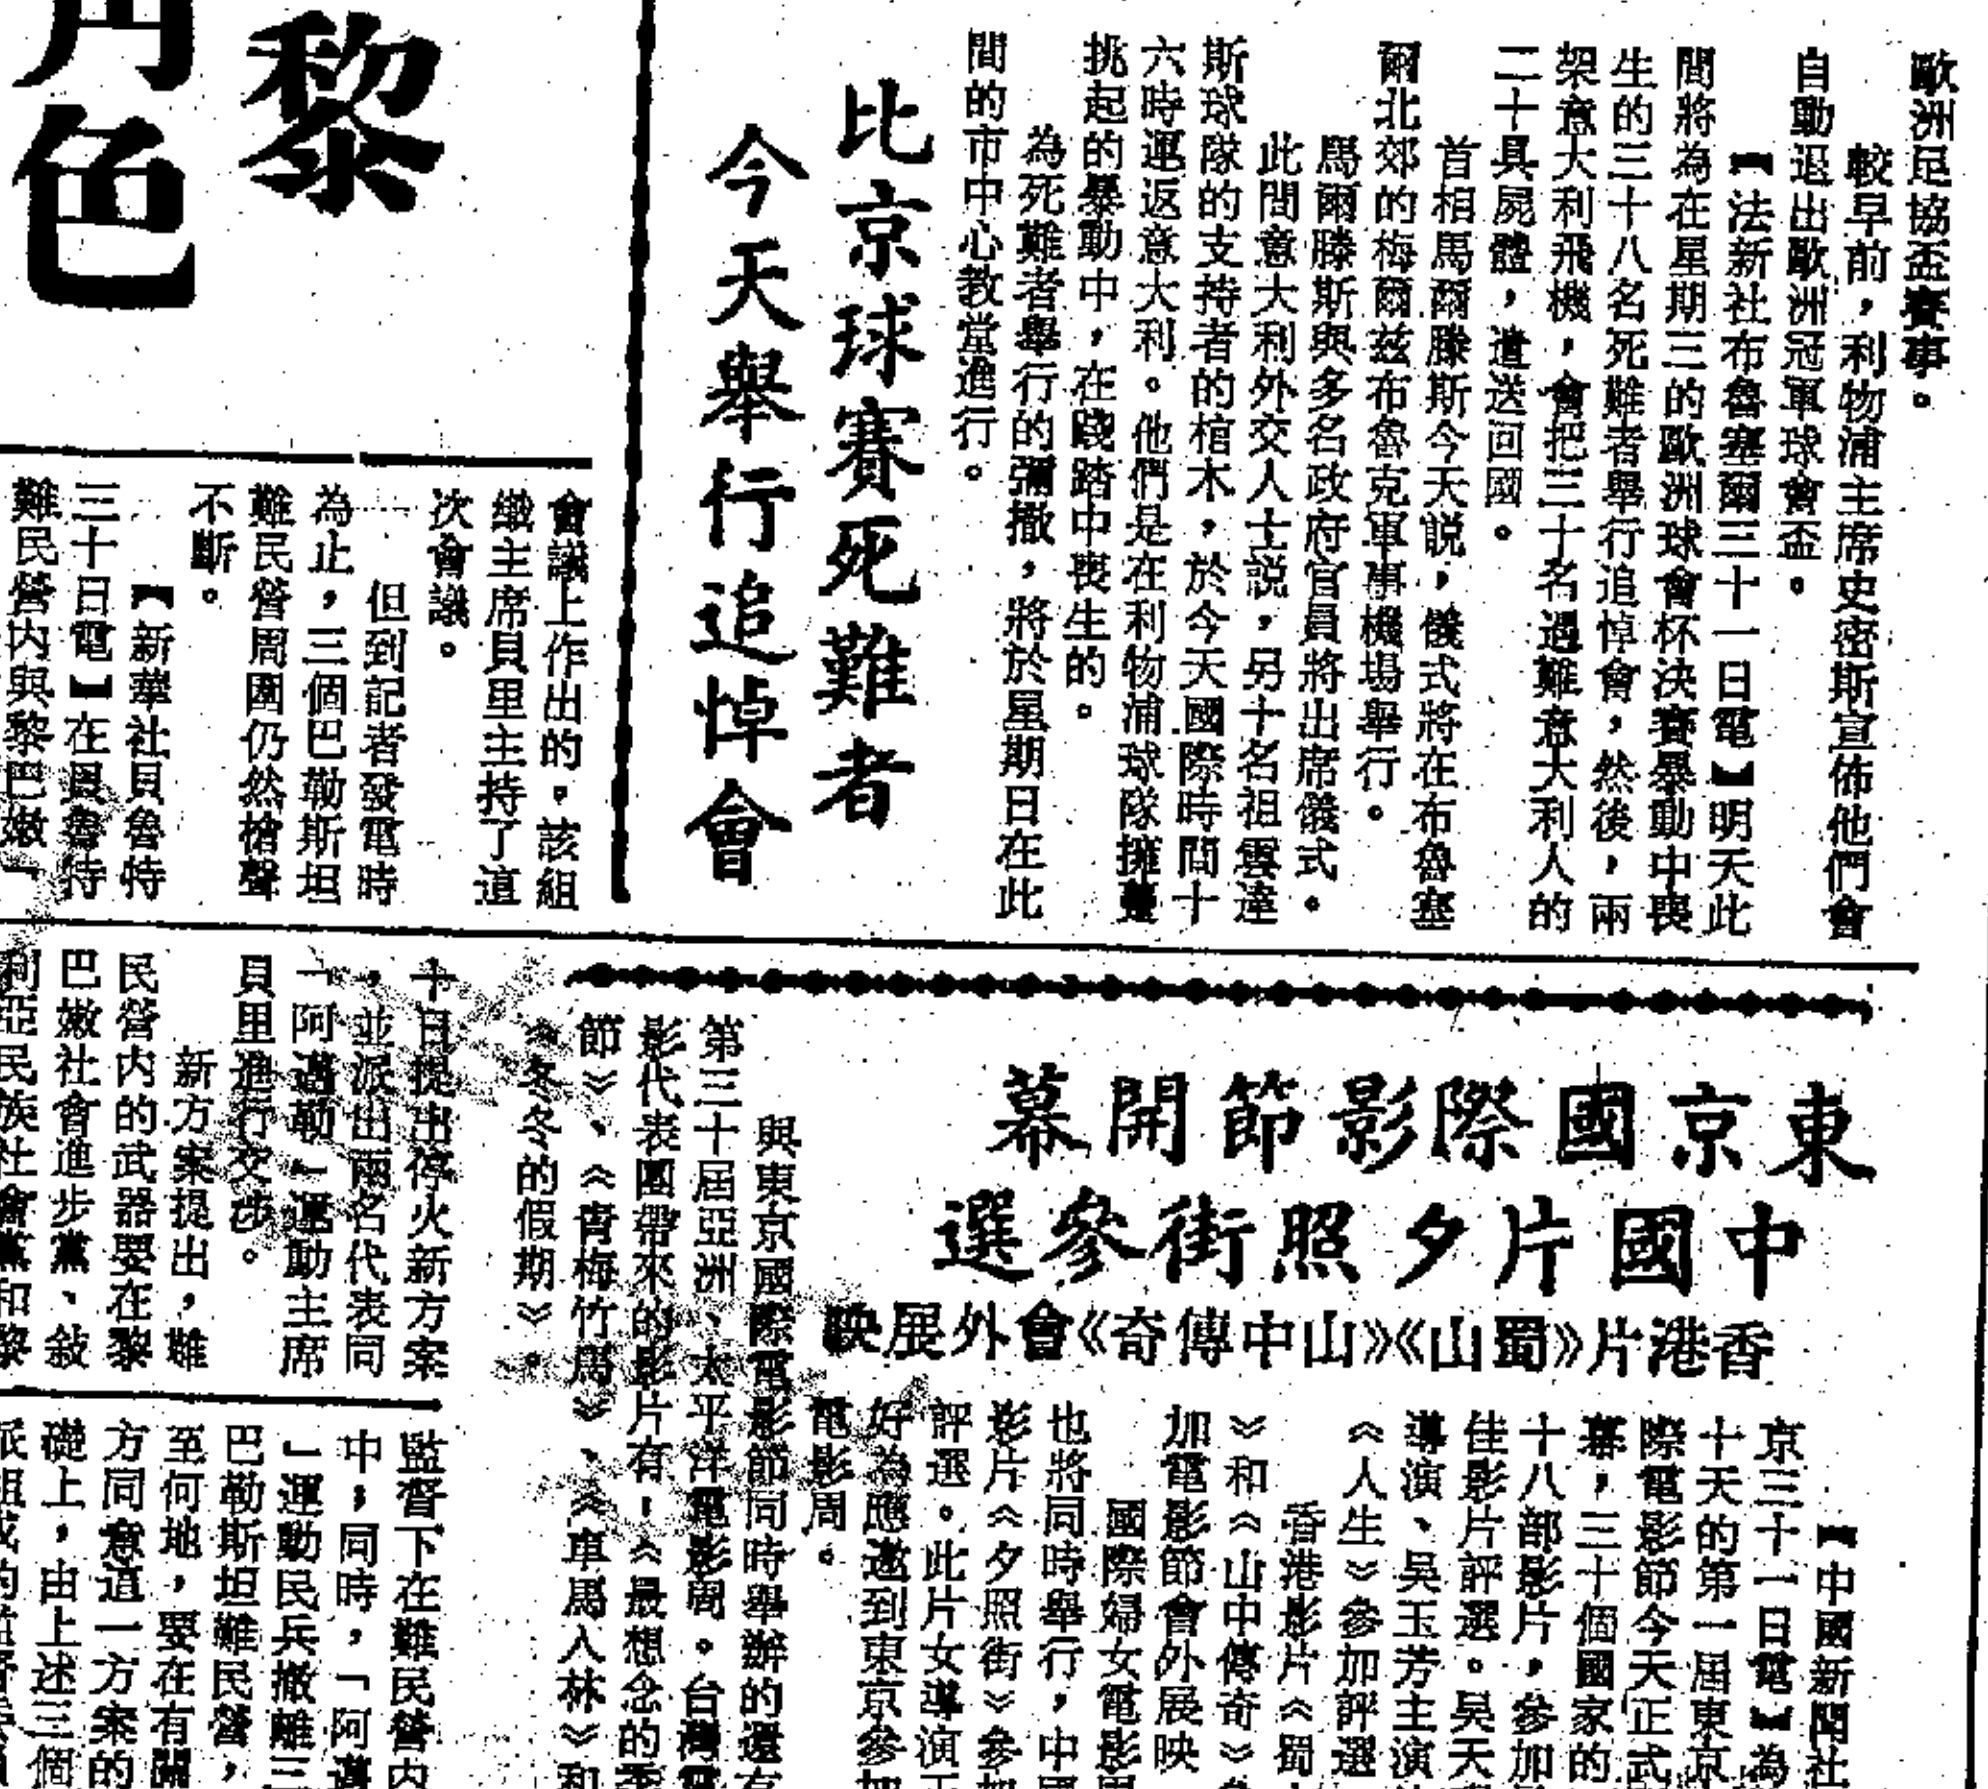 歐洲足協盃賽事。
較早前，利物浦主席史密斯宣佈他們會
自動退出歐洲冠軍球會盃。
【法新社布魯塞爾三十一日電】明天此
間將為在星期三的歐洲球會杯決賽暴動中喪
生的三十八名死難者舉行追悼會，然後，兩
架意大利飛機，會把三十名遇難意大利人的
二十具屍體，遣送回國。
首相馬爾滕斯今天説，儀式將在布魯塞
爾北郊的梅爾茲布魯克軍事機場舉行。
馬爾滕斯與多名政府官員將出席儀式。
此間意大利外交人士説，另十名祖雲達
斯球隊的支持者的棺木，於今天國際時間十
六時運返意大利。他們是在利物浦球隊擁躉
挑起的暴動中，在踐踏中喪生的。
為死難者舉行的彌撒，將於星期日在此
間的市中心教堂進行。
比京球賽死難者
今天舉行追悼會
黎
角色
會議上作出的，該組
織主席貝里主持了這
次會議。
但到記者發電時
為止，三個巴勒斯坦
難民營周圍仍然槍聲
不斷。
【新華社貝魯特
三十日電】在貝魯特
難民營內與黎巴嫩「
十日提出停火新方案
，並派出兩名代表同
「阿邁勒」運動主席
貝里進行交涉。
新方案提出，難
民營內的武器要在黎
巴嫩社會進步黨、敍
利亞民族社會黨和黎
監督下在難民營內
中；同時，「阿邁
」運動民兵撤離三
巴勒斯坦難民營，
至何地，要在有關
方同意這一方案的
礎上，由上述三個
東京國際影節開幕
中國片夕照街參選
香港片《蜀山》《山中傳奇》會外展映
【中國新聞社
京三十一日電】為
十天的第一屆東京
際電影節今天正式
幕，三十個國家的
十八部影片，參加
佳影片評選。吳天
導演、吳玉芳主演
《人生》參加評選
香港影片《蜀
》和《山中傳奇》
加電影節會外展映
國際婦女電影
也將同時舉行，中
影片《夕照街》參
評選。此片女導演
好為應邀到東京參
電影周。
與東京國際電影節同時舉辦的還有
第三十屆亞洲、太平洋電影周。台灣
影代表團帶來的影片有：《最想念的季
節》、《青梅竹馬》、《車馬入林》和
《冬冬的假期》。